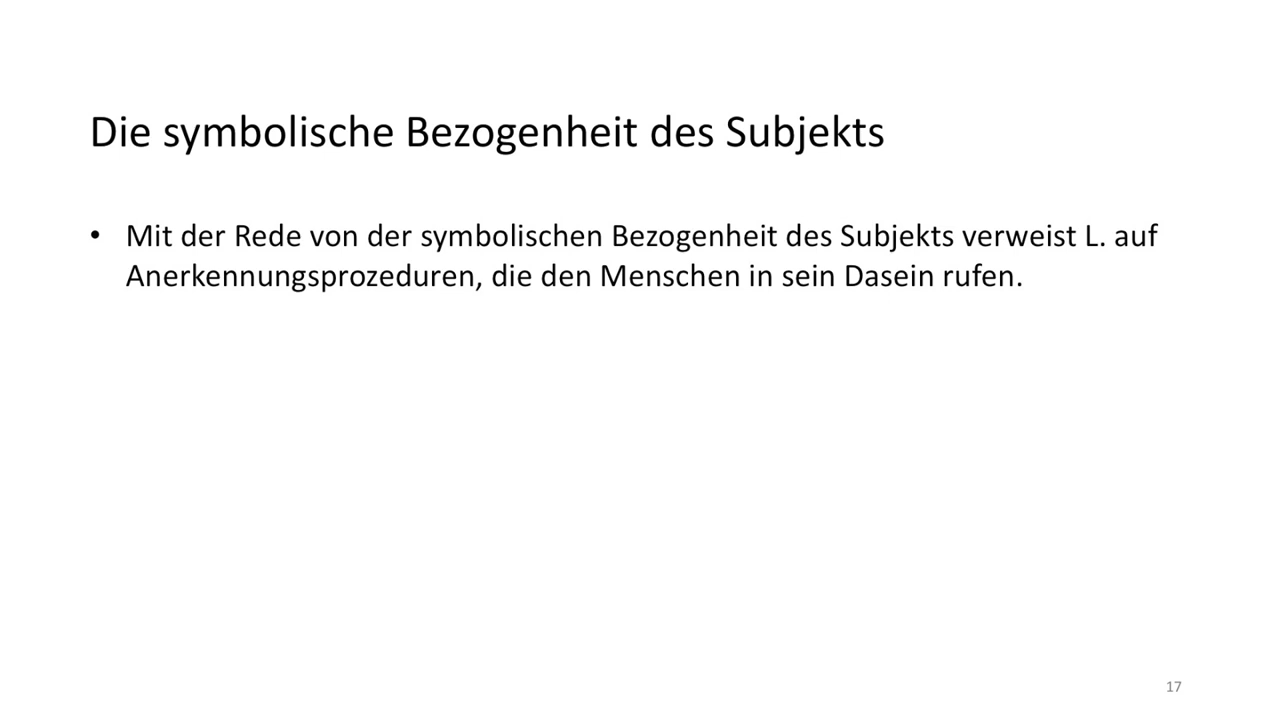 Die symbolische Bezogenheit des Subjekts
• Mit der Rede von der symbolischen Bezogenheit des Subjekts verweist L. auf
Anerkennungsprozeduren, die den Menschen in sein Dasein rufen.
17